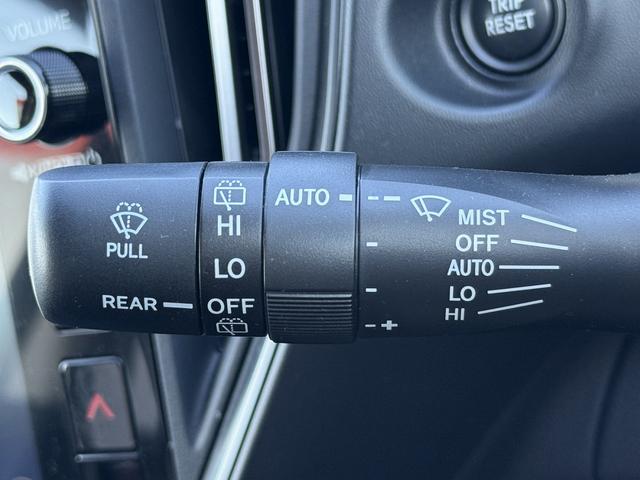 VOLUME
TRIP
RESET
PULL
REAR
HI
LO
OFF
AUTO
- +
MIST
OFF
AUTO
LO
HI